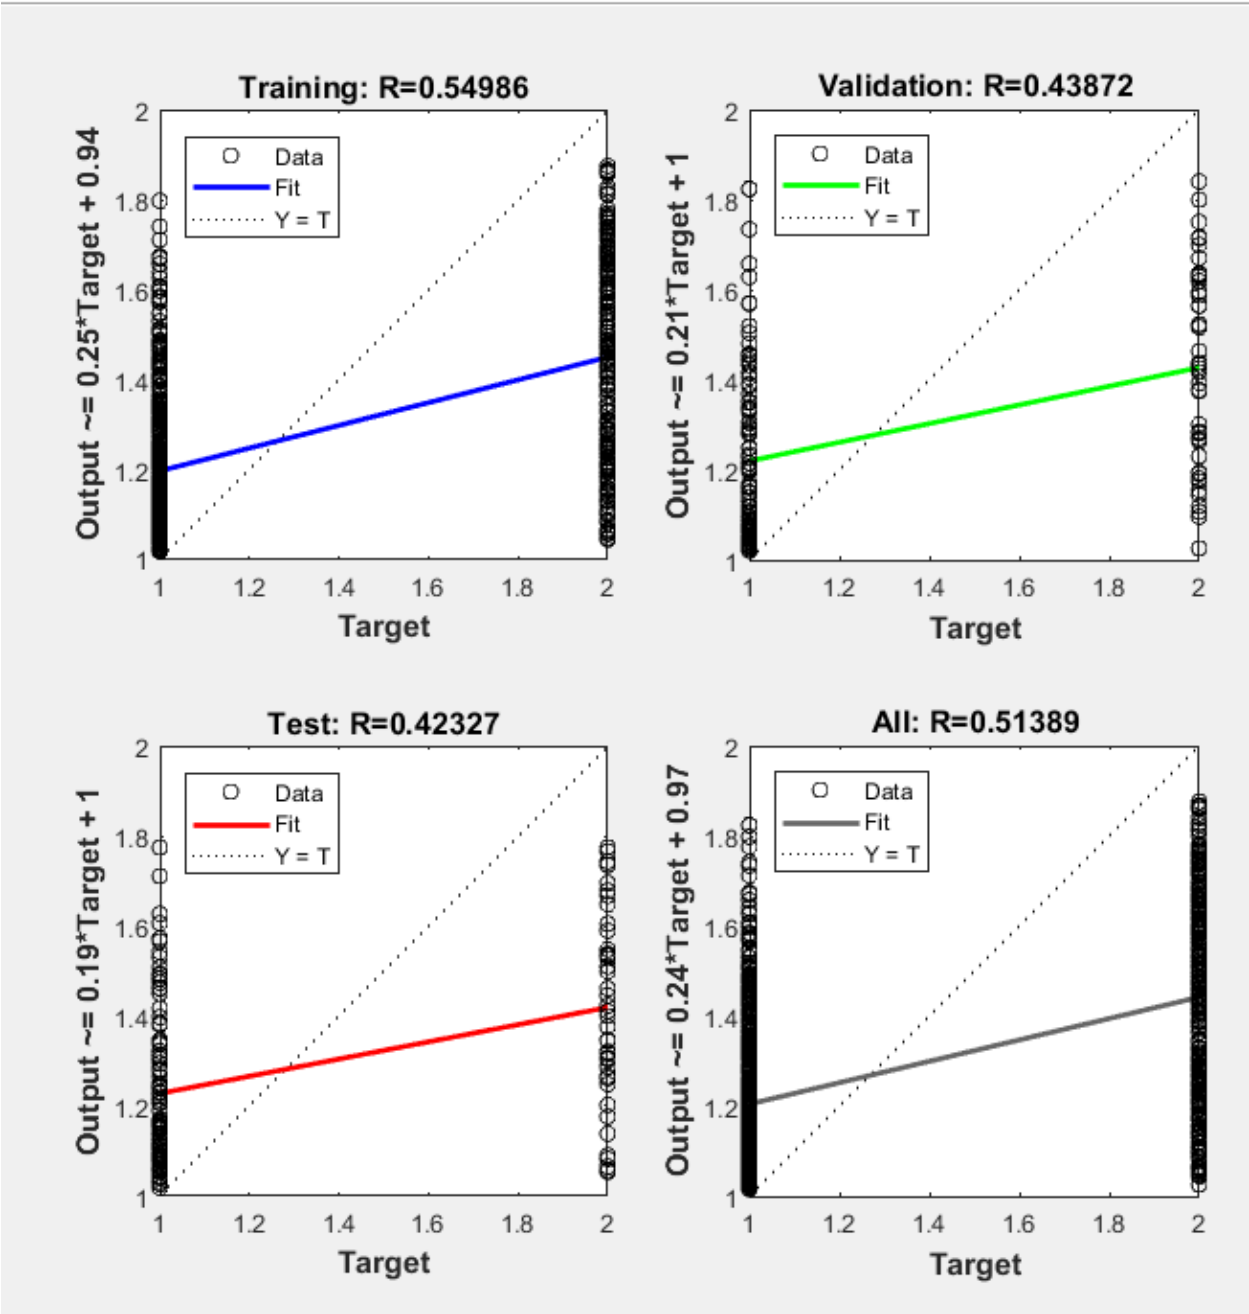 Training: R=0.54986
Output ~= 0.25*Target + 0.94
2
1.8
1.6
1.4
1.2
1
Data
Fit
Y = T
1 1.2 1.4 1.6 1.8 2
Target
Validation: R=0.43872
Output ~= 0.21*Target + 1
2
1.8
1.6
1.4
1.2
1
Data
Fit
Y = T
1 1.2 1.4 1.6 1.8 2
Target
Test: R=0.42327
Output ~= 0.19*Target + 1
2
1.8
1.6
1.4
1.2
1
Data
Fit
Y = T
1 1.2 1.4 1.6 1.8 2
Target
All: R=0.51389
Output ~= 0.24*Target + 0.97
2
1.8
1.6
1.4
1.2
1
Data
Fit
Y = T
1 1.2 1.4 1.6 1.8 2
Target